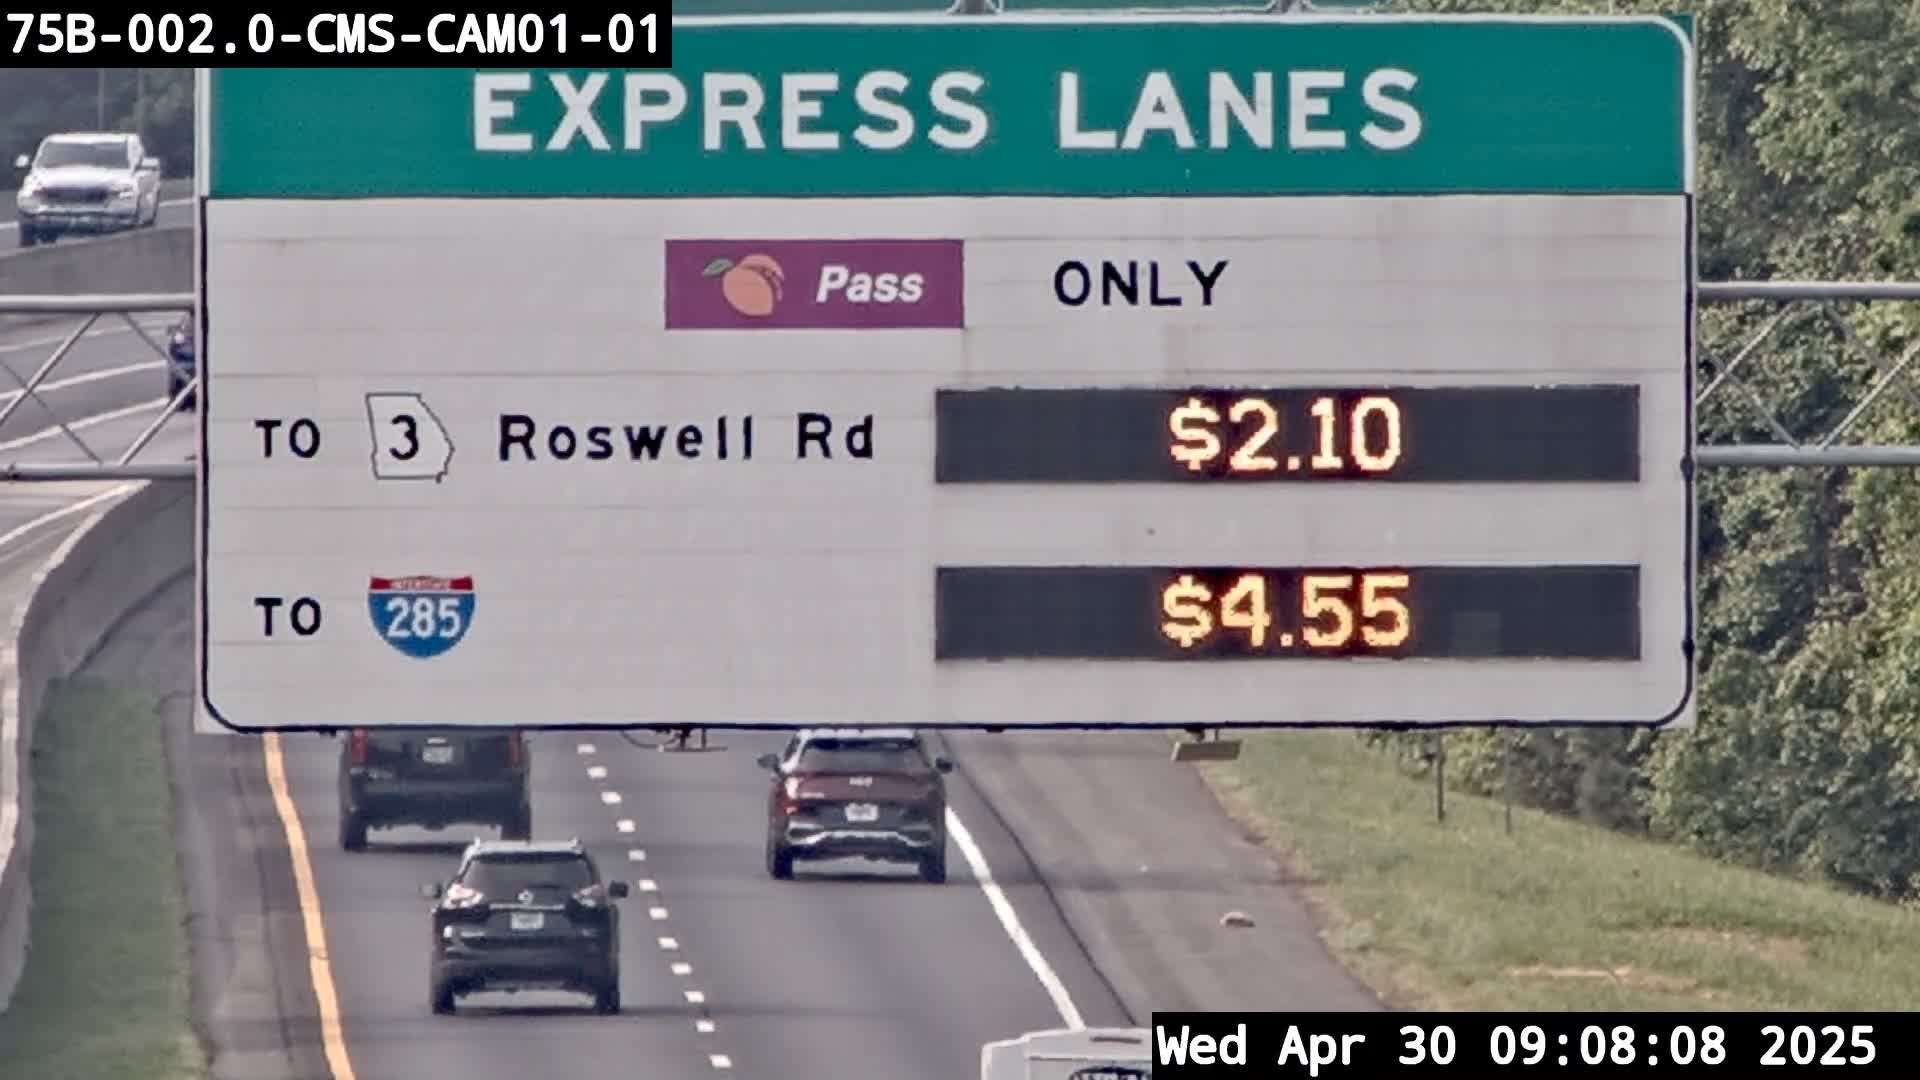 75B-002.0-CMS-CAM01-01
EXPRESS LANES
Pass ONLY
TO 3 Roswell Rd $2.10
TO INTERSTATE 285 $4.55
Wed Apr 30 09:08:08 2025